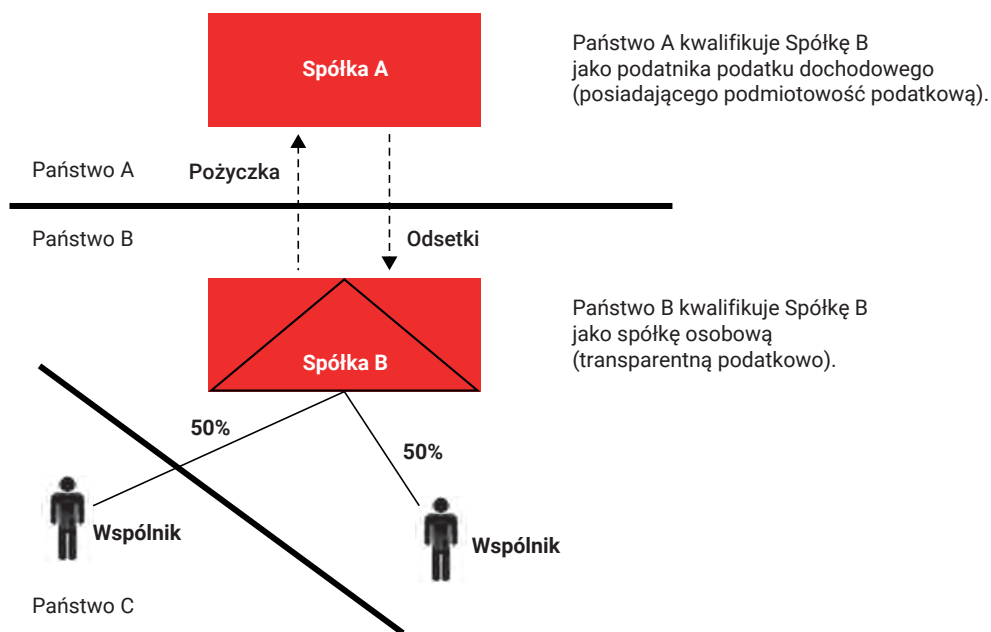 Spółka A
Państwo A kwalifikuje Spółkę B
jako podatnika podatku dochodowego
(posiadającego podmiotowość podatkową).
Państwo A
Pożyczka
Państwo B
Odsetki
Spółka B
Państwo B kwalifikuje Spółkę B
jako spółkę osobową
(transparentną podatkowo).
50%
50%
Wspólnik
Wspólnik
Państwo C